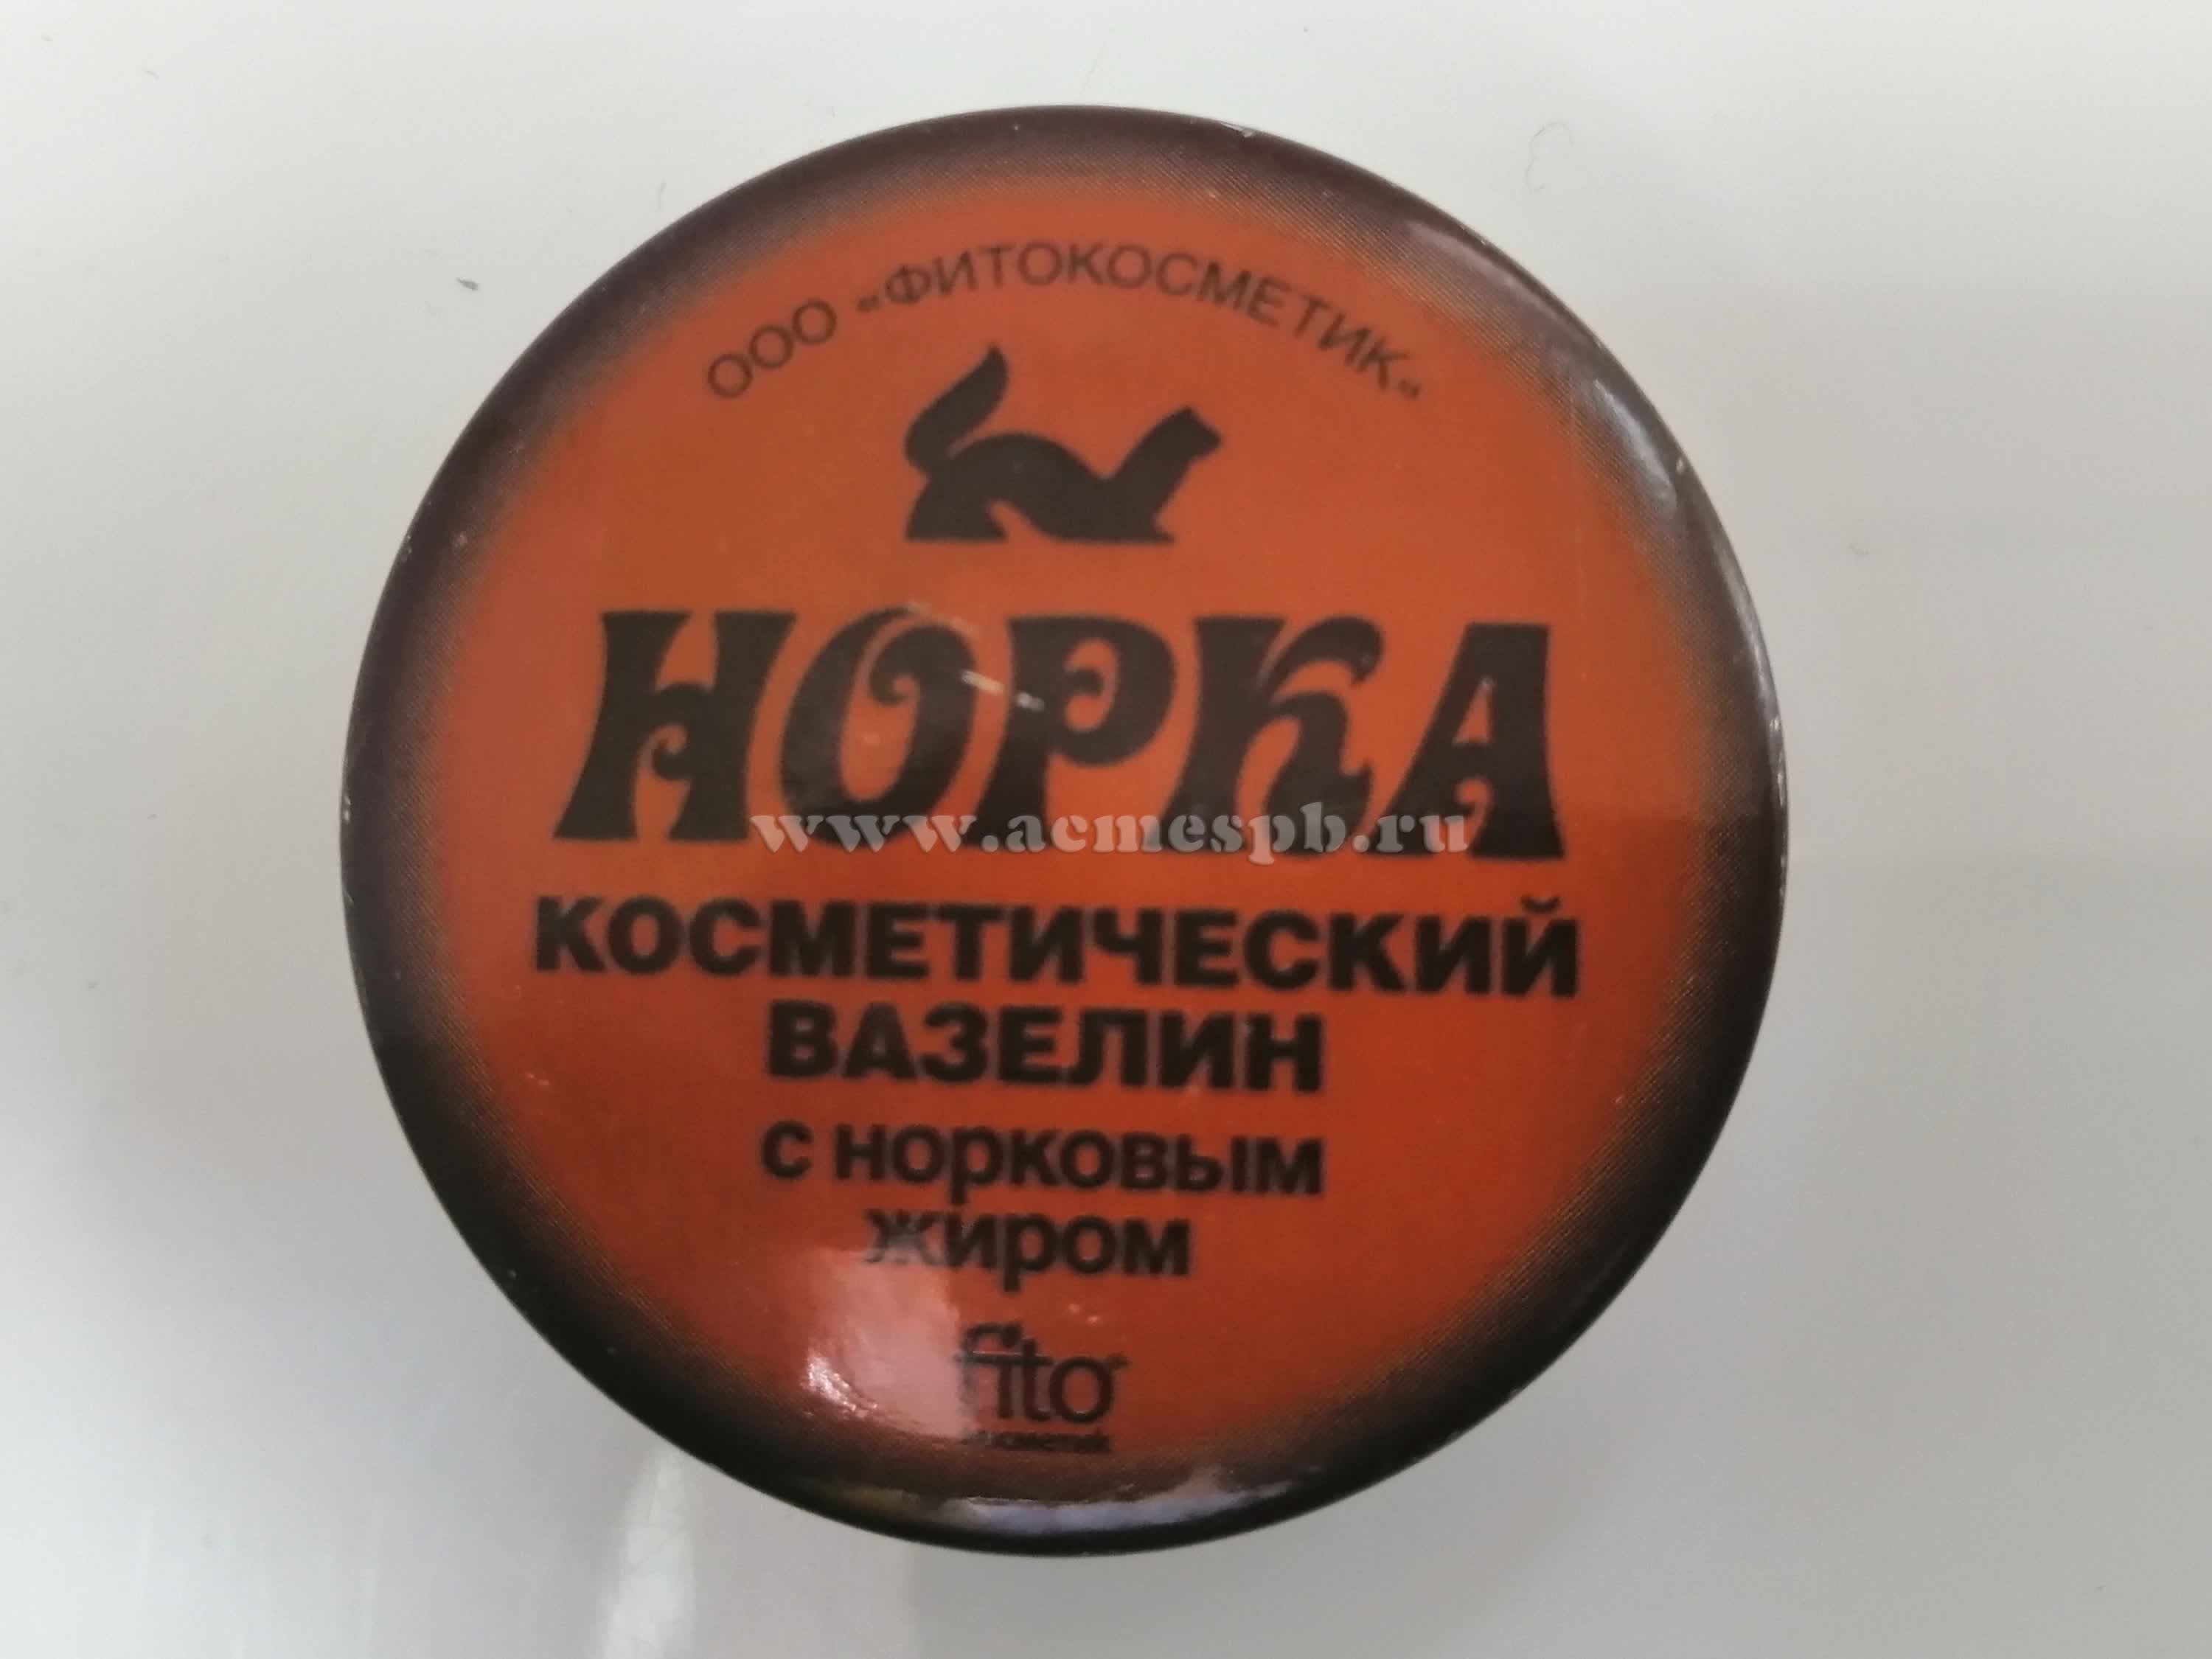 ООО «ФИТОКОСМЕТИК»
НОРКА
www.acmespb.ru
КОСМЕТИЧЕСКИЙ
ВАЗЕЛИН
С НОРКОВЫМ
ЖИРОМ
fito